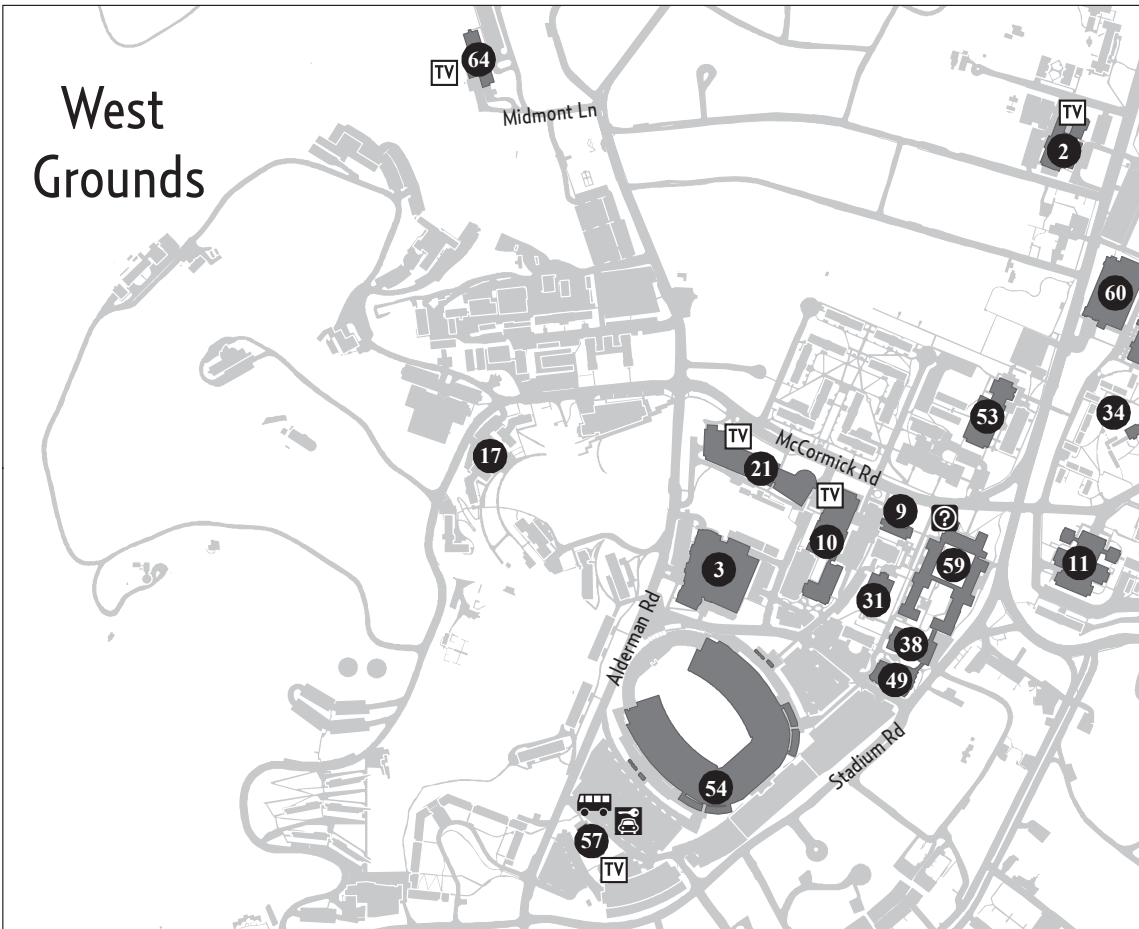 West
Grounds
64
TV
Midmont Ln
TV
2
60
53
34
TV
21
McCormick Rd
17
TV
9
?
10
59
11
3
31
Alderman Rd
38
49
Stadium Rd
54
57
TV